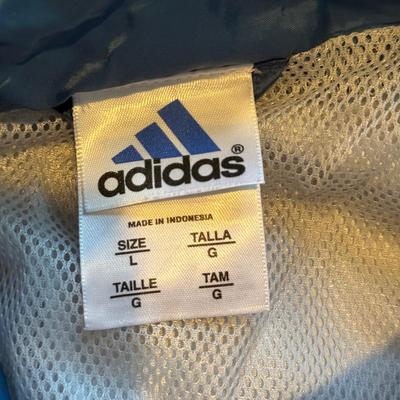 adidas®
MADE IN INDONESIA
SIZE TALLA
L G
TAILLE TAM
G G